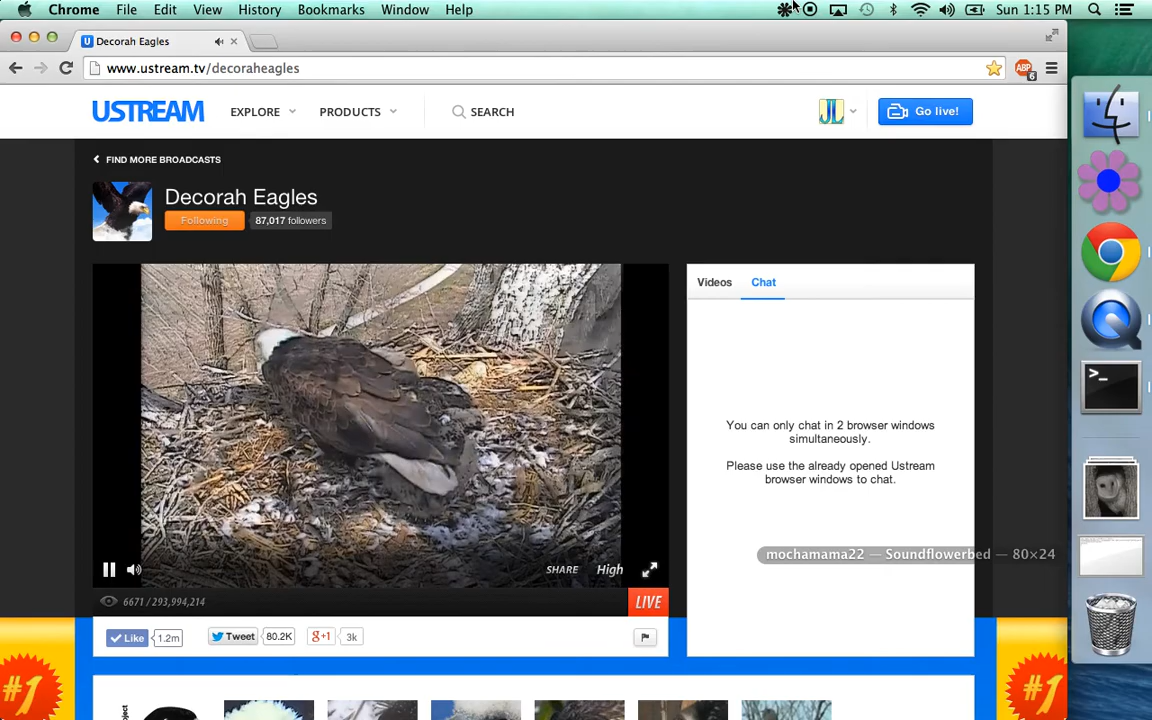 Chrome File Edit View History Bookmarks Window Help Sun 1:15 PM
Decorah Eagles
www.ustream.tv/decoraheagles
ABP 6
USTREAM EXPLORE PRODUCTS SEARCH JL Go live!
FIND MORE BROADCASTS
Decorah Eagles
Following 87,017 followers
Videos Chat
You can only chat in 2 browser windows
simultaneously.
Please use the already opened Ustream
browser windows to chat.
mochamama22 — Soundflowerbed — 80×24
SHARE High
6671 / 293,994,214 LIVE
Like 1.2m Tweet 80.2K g+1 3k
#1 #1